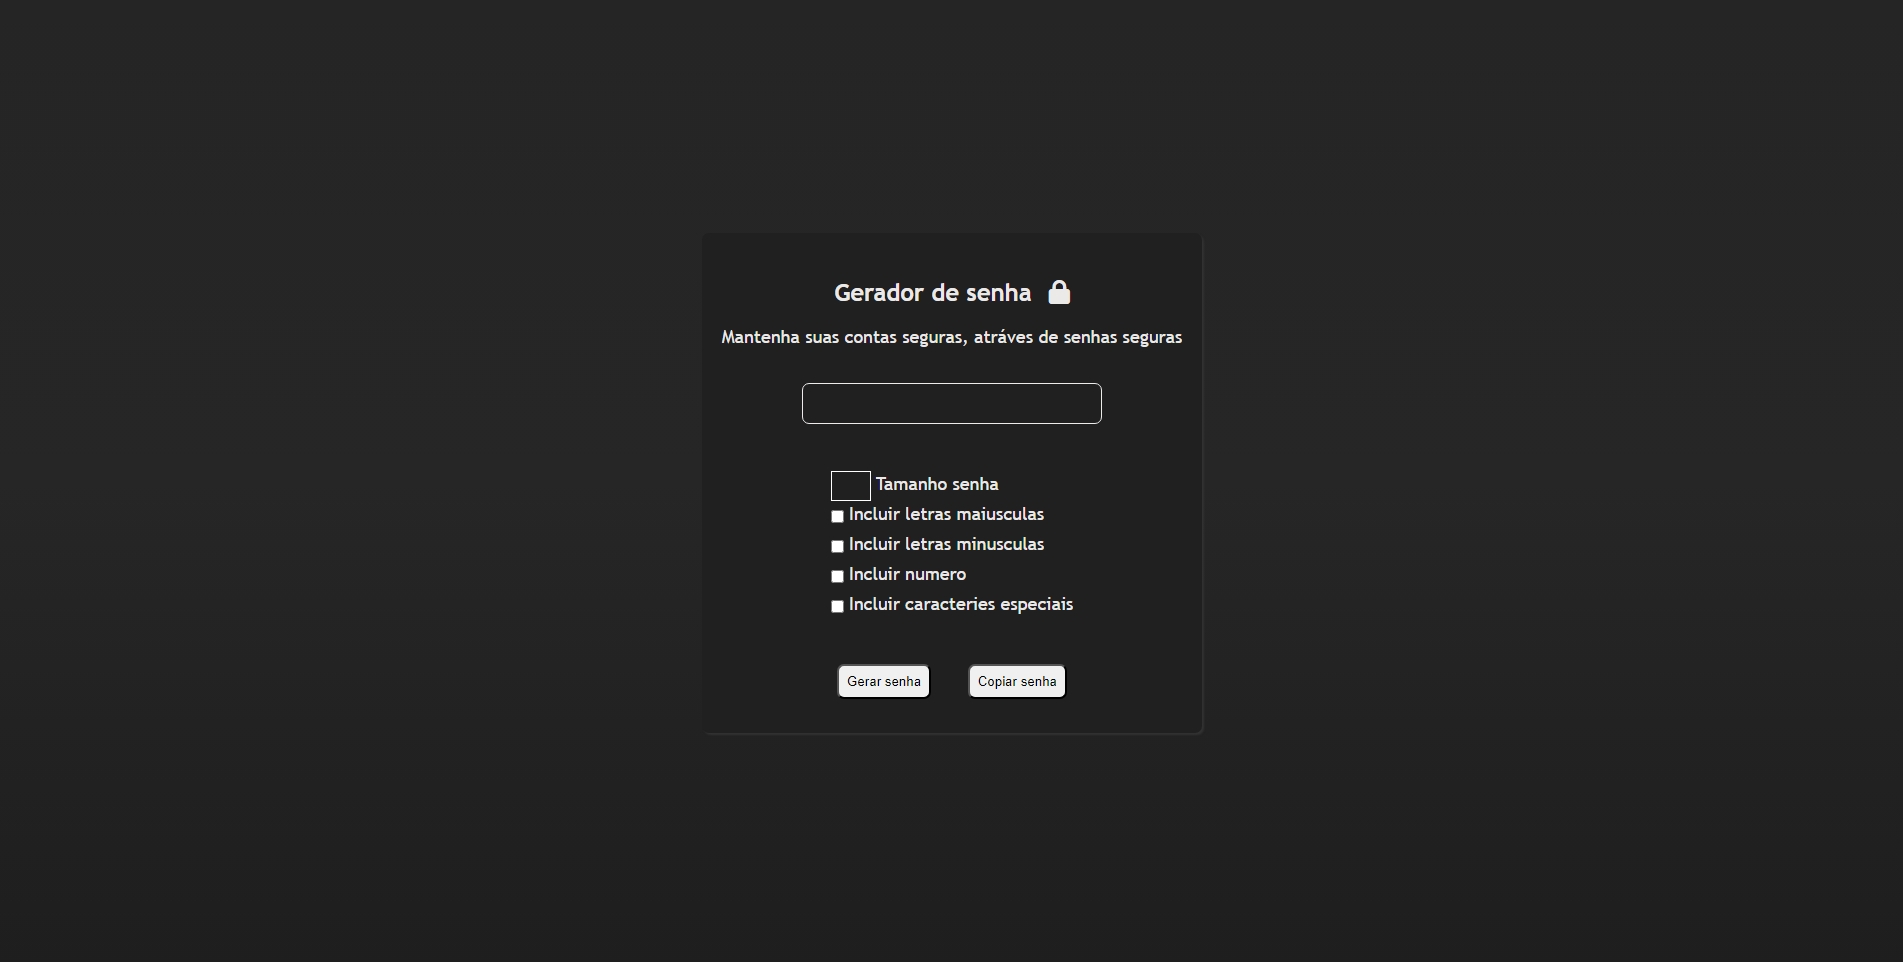 Gerador de senha
Mantenha suas contas seguras, atráves de senhas seguras
Tamanho senha
Incluir letras maiusculas
Incluir letras minusculas
Incluir numero
Incluir caracteries especiais
Gerar senha
Copiar senha